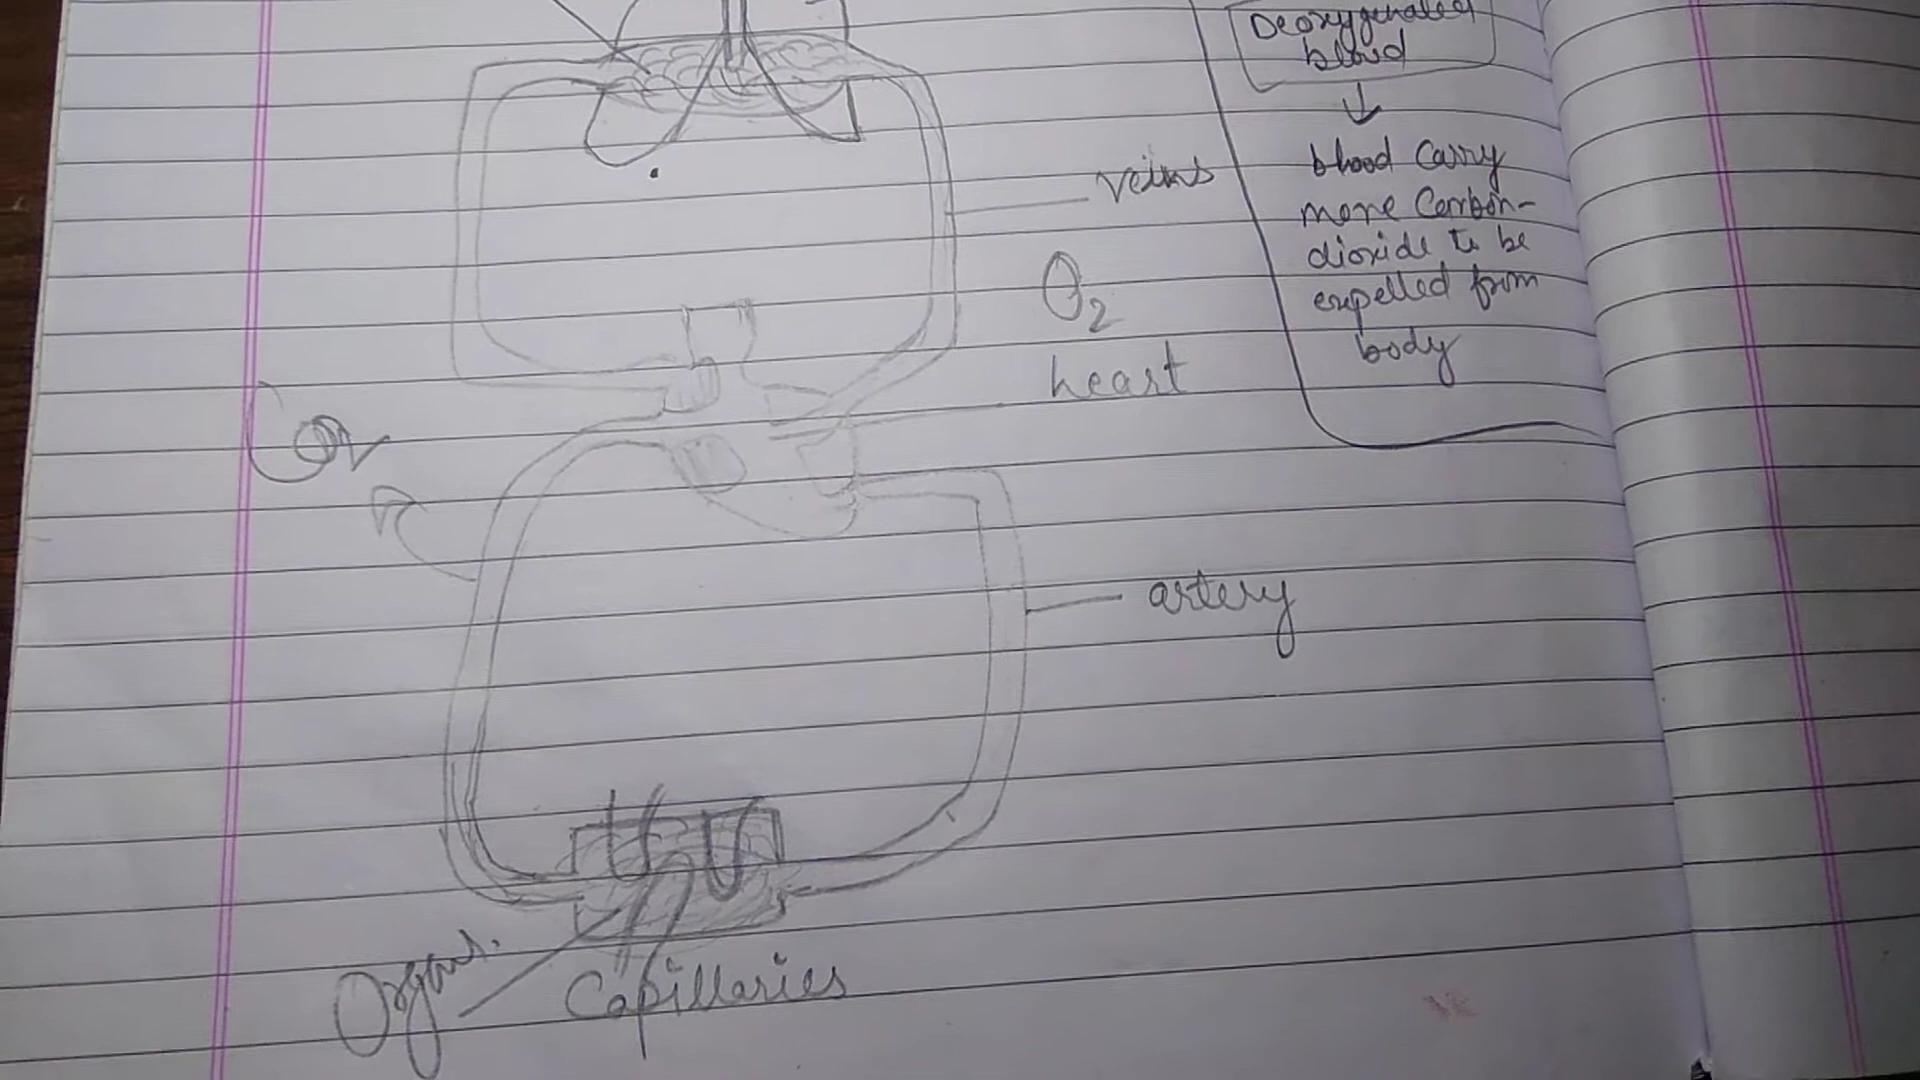 Deoxygenated
blood
blood carry
more Carbon-
dioxide to be
expelled from
body
veins
O2
heart
artery
Organs.
Capillaries